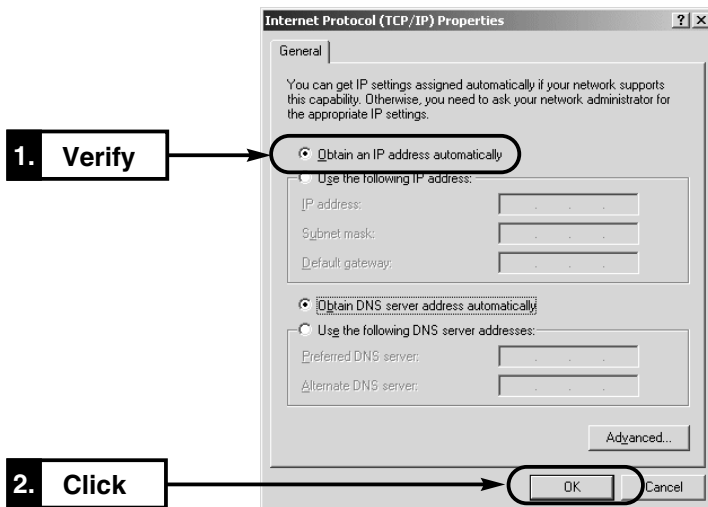 Internet Protocol (TCP/IP) Properties
General
You can get IP settings assigned automatically if your network supports
this capability. Otherwise, you need to ask your network administrator for
the appropriate IP settings.
1. Verify
Obtain an IP address automatically
Use the following IP address:
IP address:
Subnet mask:
Default gateway:
Obtain DNS server address automatically
Use the following DNS server addresses:
Preferred DNS server:
Alternate DNS server:
Advanced...
2. Click
OK
Cancel